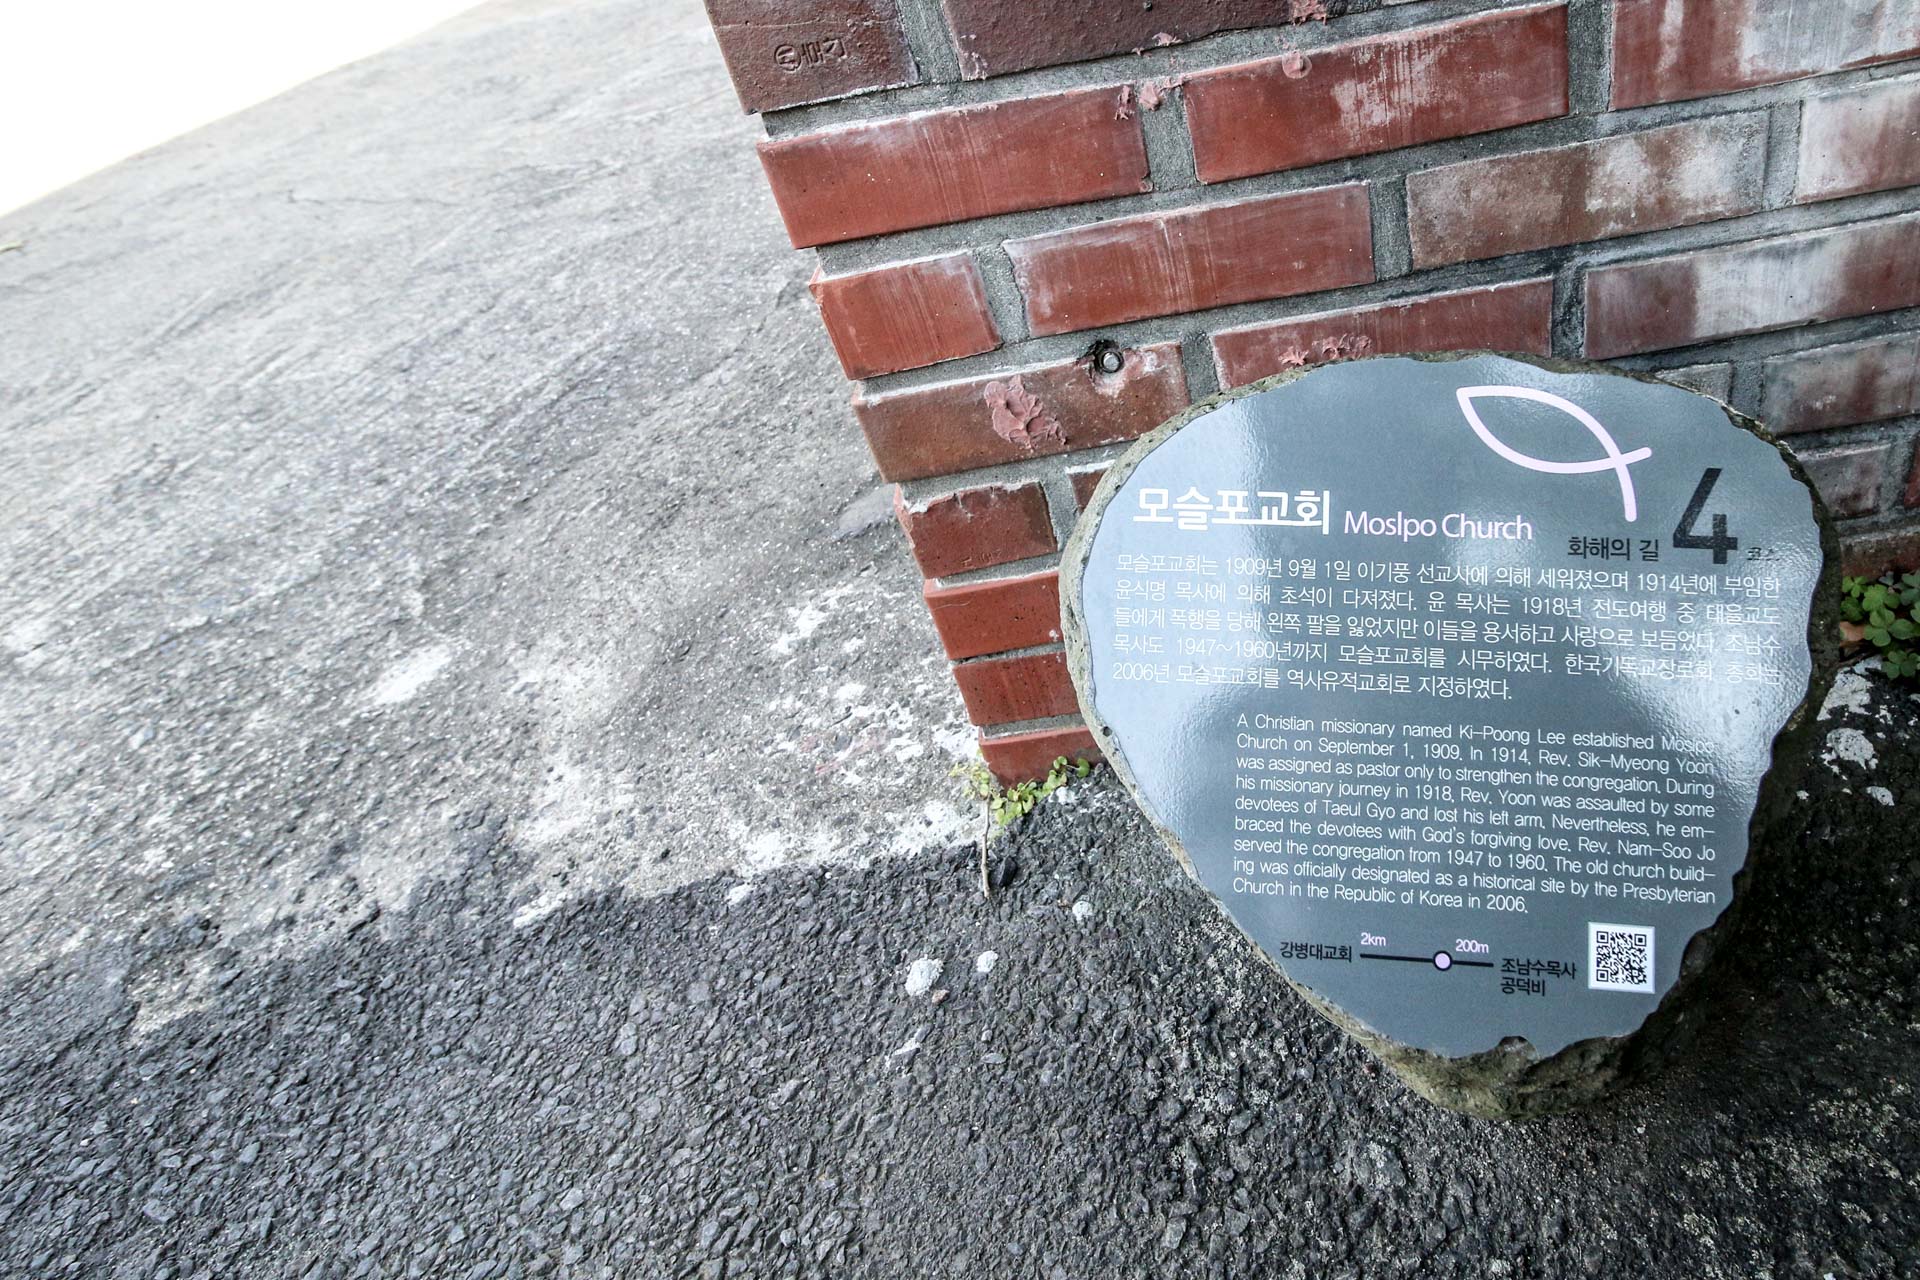 모슬포교회 Moslpo Church
화해의 길 4 코스
모슬포교회는 1909년 9월 1일 이기풍 선교사에 의해 세워졌으며 1914년에 부임한
윤식명 목사에 의해 초석이 다져졌다. 윤 목사는 1918년 전도여행 중 태을교도
들에게 폭행을 당해 왼쪽 팔을 잃었지만 이들을 용서하고 사랑으로 보듬었다. 조남수
목사도 1947~1960년까지 모슬포교회를 시무하였다. 한국기독교장로회 총회는
2006년 모슬포교회를 역사유적교회로 지정하였다.
A Christian missionary named Ki-Poong Lee established Moslpo
Church on September 1, 1909. In 1914, Rev. Sik-Myeong Yoon
was assigned as pastor only to strengthen the congregation. During
his missionary journey in 1918, Rev. Yoon was assaulted by some
devotees of Taeul Gyo and lost his left arm. Nevertheless, he em-
braced the devotees with God's forgiving love. Rev. Nam-Soo Jo
served the congregation from 1947 to 1960. The old church build-
ing was officially designated as a historical site by the Presbyterian
Church in the Republic of Korea in 2006.
강병대교회 2km 200m 조남수목사
공덕비